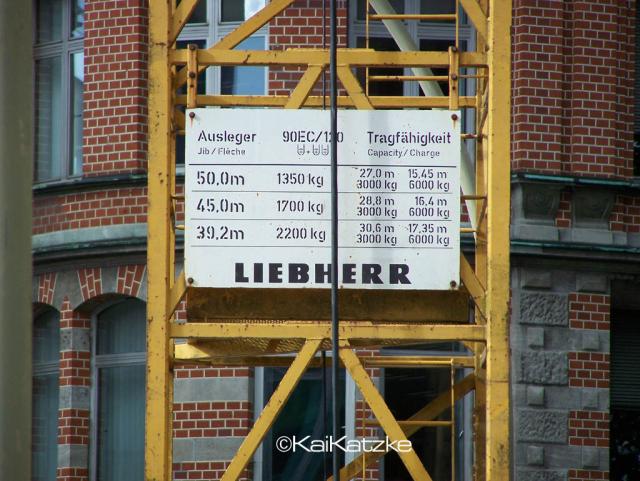 Ausleger 90EC/120 Tragfähigkeit
Jib/Flèche Capacity/Charge
50.0m 1350 kg 27,0 m 15,45 m
3000 kg 6000 kg
45.0m 1700 kg 28,8 m 16,4 m
3000 kg 6000 kg
39.2m 2200 kg 30,6 m 17,35 m
3000 kg 6000 kg
LIEBHERR
©KaiKatzke